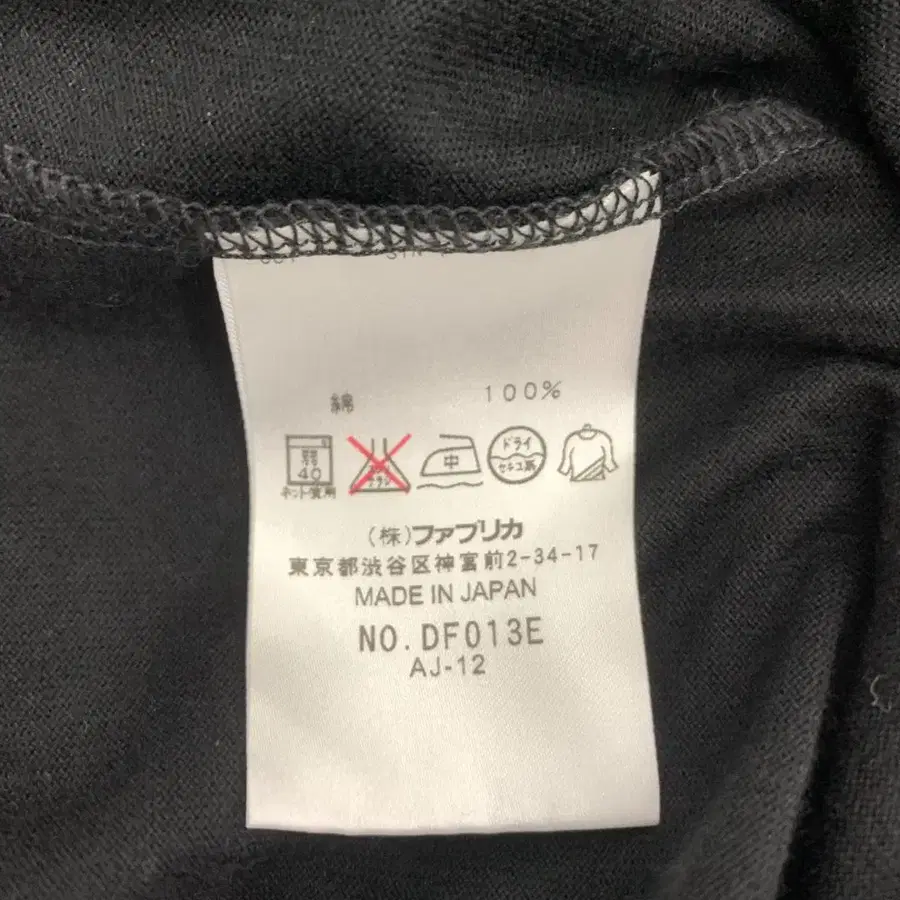 綿 100%
弱
40
ネット使用
中
ドライ
セキユ系
(株)ファブリカ
東京都渋谷区神宮前2-34-17
MADE IN JAPAN
NO.DF013E
AJ-12